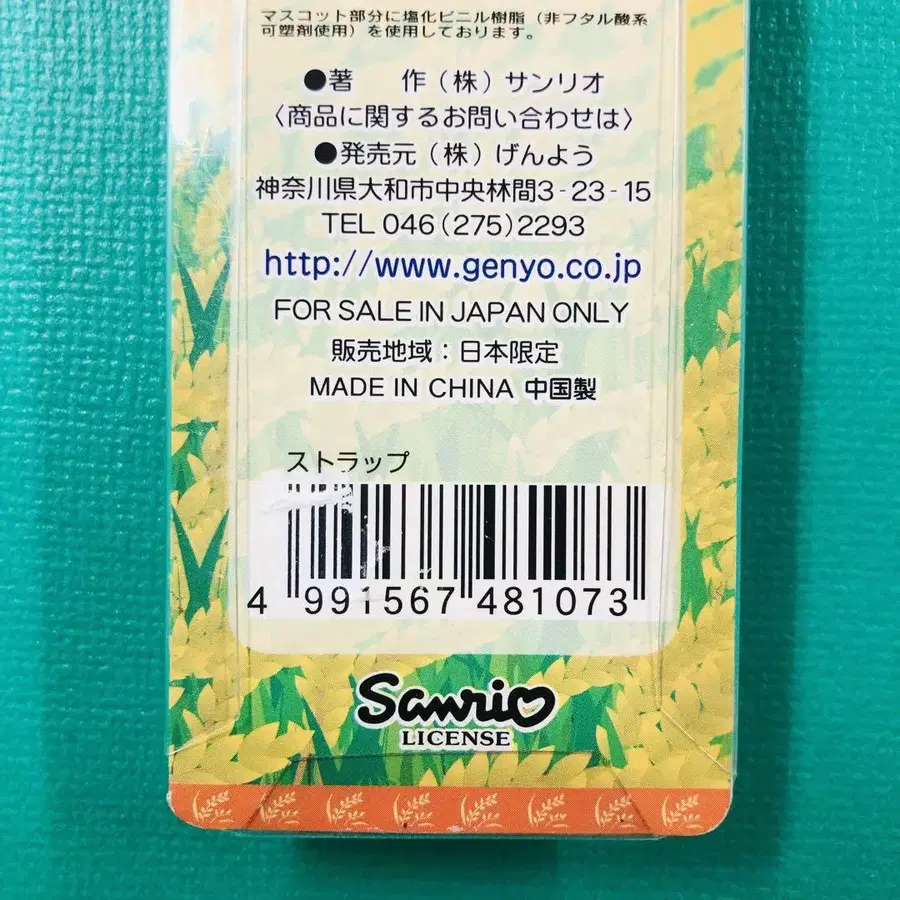 マスコット部分に塩化ビニル樹脂（非フタル酸系
可塑剤使用）を使用しております。
●著　作（株）サンリオ
〈商品に関するお問い合わせは〉
●発売元（株）げんよう
神奈川県大和市中央林間3-23-15
TEL 046(275)2293
http://www.genyo.co.jp
FOR SALE IN JAPAN ONLY
販売地域：日本限定
MADE IN CHINA 中国製
ストラップ
4 991567 481073
Sanrio
LICENSE